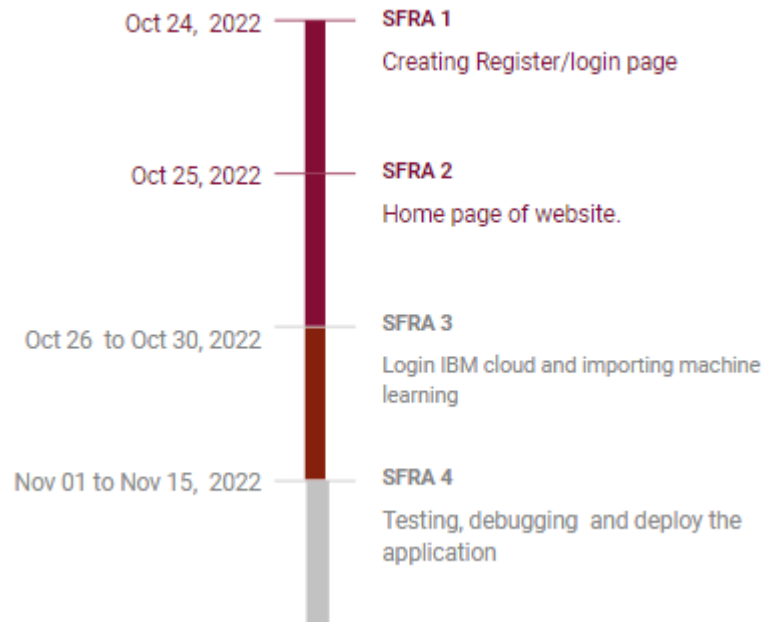 Oct 24, 2022
SFRA 1
Creating Register/login page
Oct 25, 2022
SFRA 2
Home page of website.
Oct 26 to Oct 30, 2022
SFRA 3
Login IBM cloud and importing machine
learning
Nov 01 to Nov 15, 2022
SFRA 4
Testing, debugging and deploy the
application